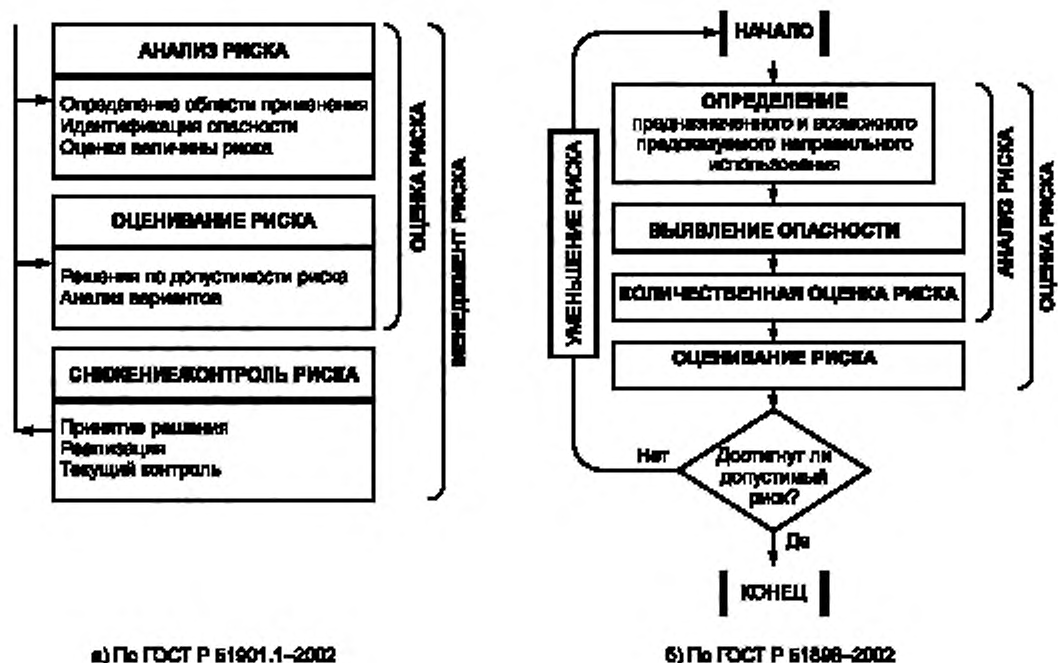 АНАЛИЗ РИСКА
Определение области применения
Идентификация опасности
Оценка величины риска
ОЦЕНИВАНИЕ РИСКА
Решения по допустимости риска
Анализ вариантов
СНИЖЕНИЕ/КОНТРОЛЬ РИСКА
Принятие решения
Реализация
Текущий контроль
ОЦЕНКА РИСКА
МЕНЕДЖМЕНТ РИСКА
а) По ГОСТ Р 51901.1–2002
НАЧАЛО
ОПРЕДЕЛЕНИЕ
предназначенного и возможного
предсказуемого неправильного
использования
ВЫЯВЛЕНИЕ ОПАСНОСТИ
КОЛИЧЕСТВЕННАЯ ОЦЕНКА РИСКА
ОЦЕНИВАНИЕ РИСКА
УМЕНЬШЕНИЕ РИСКА
АНАЛИЗ РИСКА
ОЦЕНКА РИСКА
Нет
Достигнут ли
допустимый
риск?
Да
КОНЕЦ
б) По ГОСТ Р 51898–2002